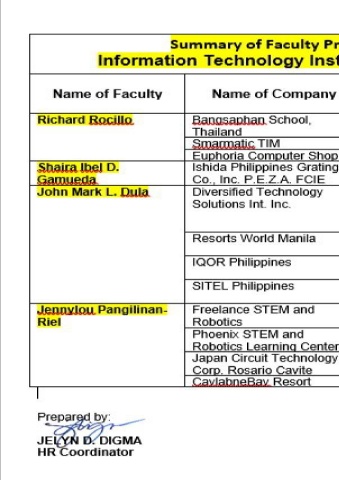 Summary of Faculty Pr
Information Technology Inst
Name of Faculty
Name of Company
Richard Rocillo
Bangsaphan School,
Thailand
Smarmatic TIM
Euphoria Computer Shop
Shaira Ibel D.
Gamueda
Ishida Philippines Grating
Co., Inc. P.E.Z.A. FCIE
John Mark L. Dula
Diversified Technology
Solutions Int. Inc.
Resorts World Manila
IQOR Philippines
SITEL Philippines
Jennylou Pangilinan-
Riel
Freelance STEM and
Robotics
Phoenix STEM and
Robotics Learning Center
Japan Circuit Technology
Corp. Rosario Cavite
CaylabneBay Resort
Prepared by:
JELYN D. DIGMA
HR Coordinator